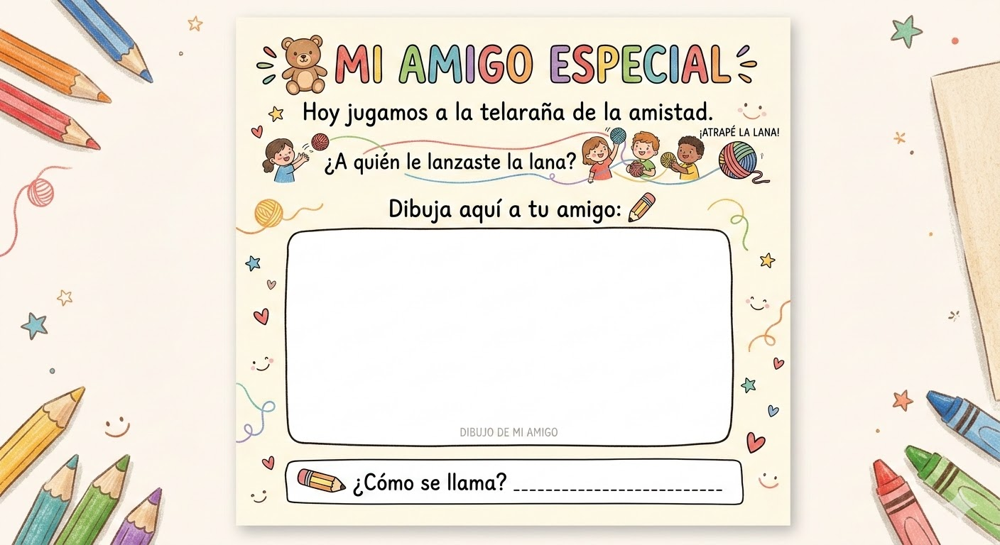 MI AMIGO ESPECIAL
Hoy jugamos a la telaraña de la amistad.
¡ATRAPÉ LA LANA!
¿A quién le lanzaste la lana?
Dibuja aquí a tu amigo:
DIBUJO DE MI AMIGO
¿Cómo se llama? __________________________